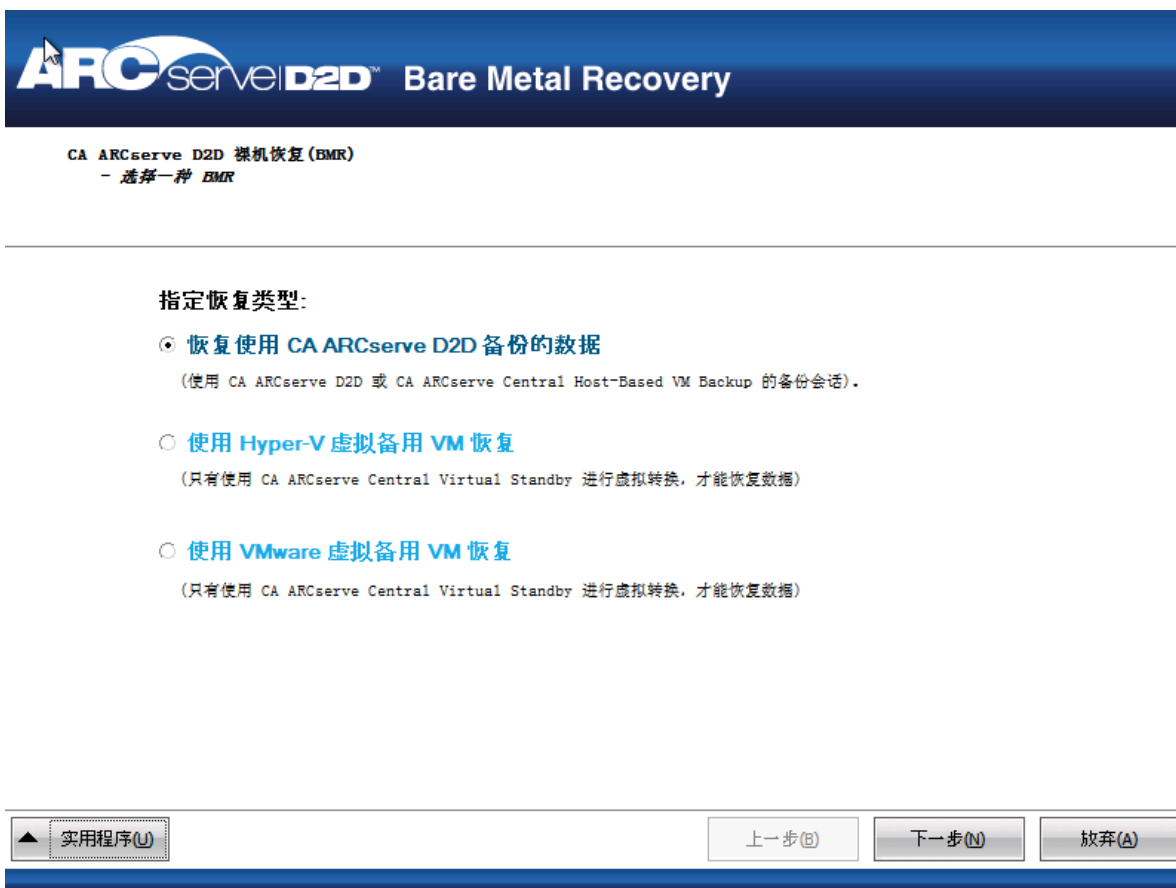 ARCserve D2D™ Bare Metal Recovery
CA ARCserve D2D 裸机恢复(BMR)
- 选择一种 BMR
指定恢复类型:
恢复使用 CA ARCserve D2D 备份的数据
(使用 CA ARCserve D2D 或 CA ARCserve Central Host-Based VM Backup 的备份会话)。
使用 Hyper-V 虚拟备用 VM 恢复
(只有使用 CA ARCserve Central Virtual Standby 进行虚拟转换，才能恢复数据)
使用 VMware 虚拟备用 VM 恢复
(只有使用 CA ARCserve Central Virtual Standby 进行虚拟转换，才能恢复数据)
实用程序(U) 上一步(B) 下一步(N) 放弃(A)